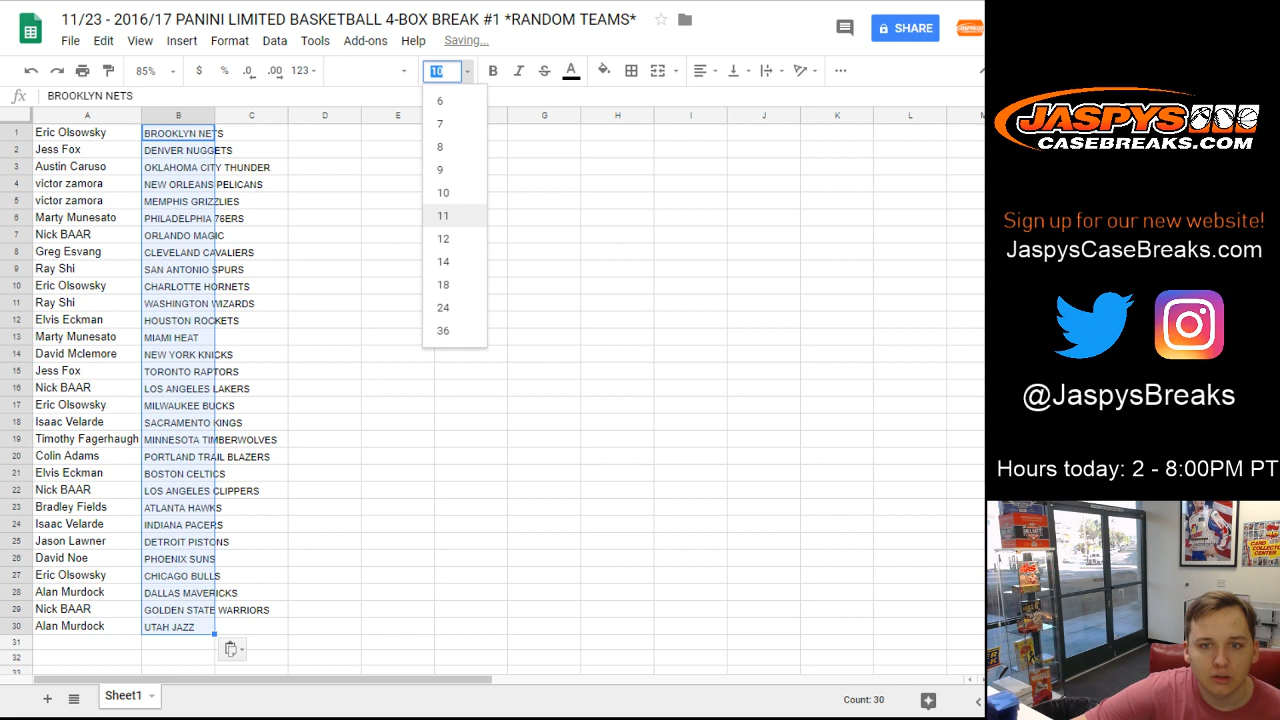 11/23 - 2016/17 PANINI LIMITED BASKETBALL 4-BOX BREAK #1 *RANDOM TEAMS*
SHARE
File Edit View Insert Format Data Tools Add-ons Help Saving...
85% $ % .0 .00 123 10 B I S A
fx BROOKLYN NETS
A B C D E G H I J K L M
1 Eric Olsowsky BROOKLYN NETS
2 Jess Fox DENVER NUGGETS
3 Austin Caruso OKLAHOMA CITY THUNDER
4 victor zamora NEW ORLEANS PELICANS
5 victor zamora MEMPHIS GRIZZLIES
6 Marty Munesato PHILADELPHIA 76ERS
7 Nick BAAR ORLANDO MAGIC
8 Greg Esvang CLEVELAND CAVALIERS
9 Ray Shi SAN ANTONIO SPURS
10 Eric Olsowsky CHARLOTTE HORNETS
11 Ray Shi WASHINGTON WIZARDS
12 Elvis Eckman HOUSTON ROCKETS
13 Marty Munesato MIAMI HEAT
14 David Mclemore NEW YORK KNICKS
15 Jess Fox TORONTO RAPTORS
16 Nick BAAR LOS ANGELES LAKERS
17 Eric Olsowsky MILWAUKEE BUCKS
18 Isaac Velarde SACRAMENTO KINGS
19 Timothy Fagerhaugh MINNESOTA TIMBERWOLVES
20 Colin Adams PORTLAND TRAIL BLAZERS
21 Elvis Eckman BOSTON CELTICS
22 Nick BAAR LOS ANGELES CLIPPERS
23 Bradley Fields ATLANTA HAWKS
24 Isaac Velarde INDIANA PACERS
25 Jason Lawner DETROIT PISTONS
26 David Noe PHOENIX SUNS
27 Eric Olsowsky CHICAGO BULLS
28 Alan Murdock DALLAS MAVERICKS
29 Nick BAAR GOLDEN STATE WARRIORS
30 Alan Murdock UTAH JAZZ
31
32
33
6
7
8
9
10
11
12
14
18
24
36
Sheet1
Count: 30
JASPYS
CASEBREAKS.COM
Sign up for our new website!
JaspysCaseBreaks.com
@JaspysBreaks
Hours today: 2 - 8:00PM PT
CARD
COLLECTOR
CENTER